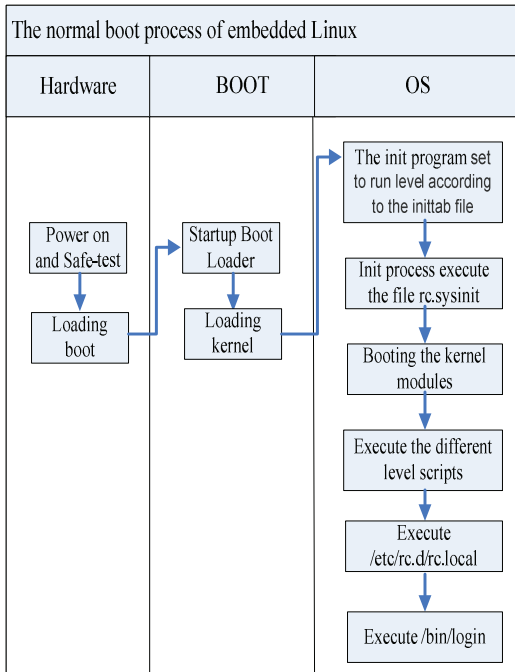 The normal boot process of embedded Linux
Hardware
BOOT
OS
Power on
and Safe-test
Loading
boot
Startup Boot
Loader
Loading
kernel
The init program set
to run level according
to the inittab file
Init process execute
the file rc.sysinit
Booting the kernel
modules
Execute the different
level scripts
Execute
/etc/rc.d/rc.local
Execute /bin/login